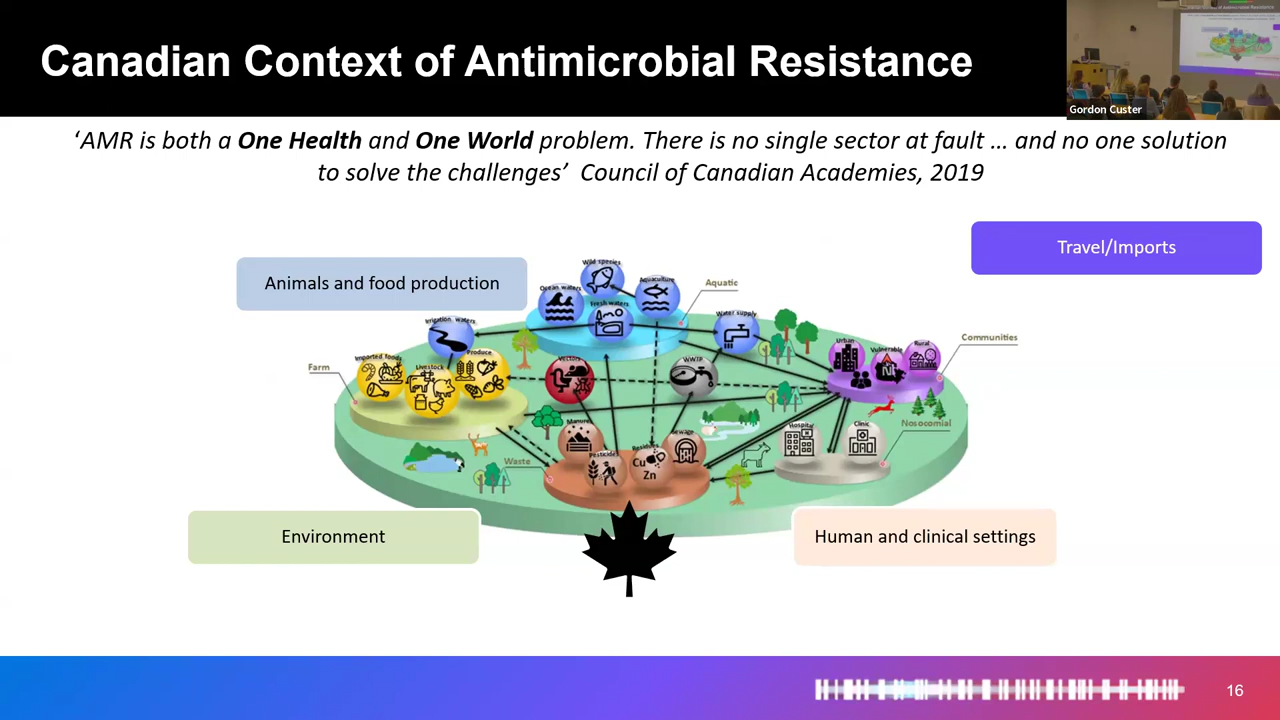 Canadian Context of Antimicrobial Resistance
Gordon Custer
‘AMR is both a One Health and One World problem. There is no single sector at fault … and no one solution
to solve the challenges’ Council of Canadian Academies, 2019
Travel/Imports
Animals and food production
Wild species
Aquaculture
Ocean waters
Fresh waters
Aquatic
Irrigation waters
Water supply
Communities
Urban
Vulnerable
Rural
Farm
Imported foods
Livestock
Produce
Vectors
WWTP
Nosocomial
Hospital
Clinic
Manure
Pesticide
Residues
Sewage
Cu
Zn
Waste
Environment
Human and clinical settings
16